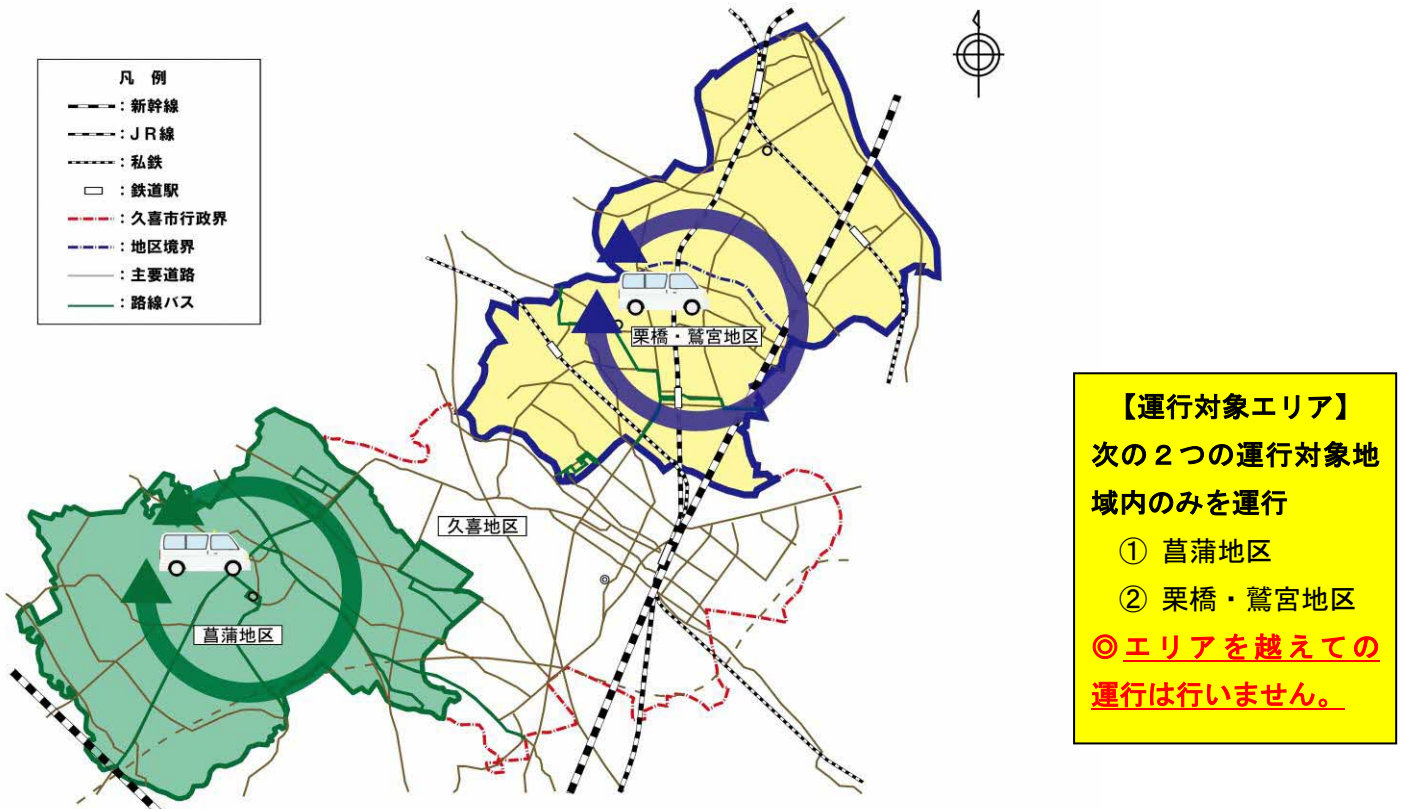 凡 例
：新幹線
：ＪＲ線
：私鉄
：鉄道駅
：久喜市行政界
：地区境界
：主要道路
：路線バス
栗橋・鷲宮地区
久喜地区
菖蒲地区
【運行対象エリア】
次の２つの運行対象地
域内のみを運行
① 菖蒲地区
② 栗橋・鷲宮地区
◎エリアを越えての
運行は行いません。